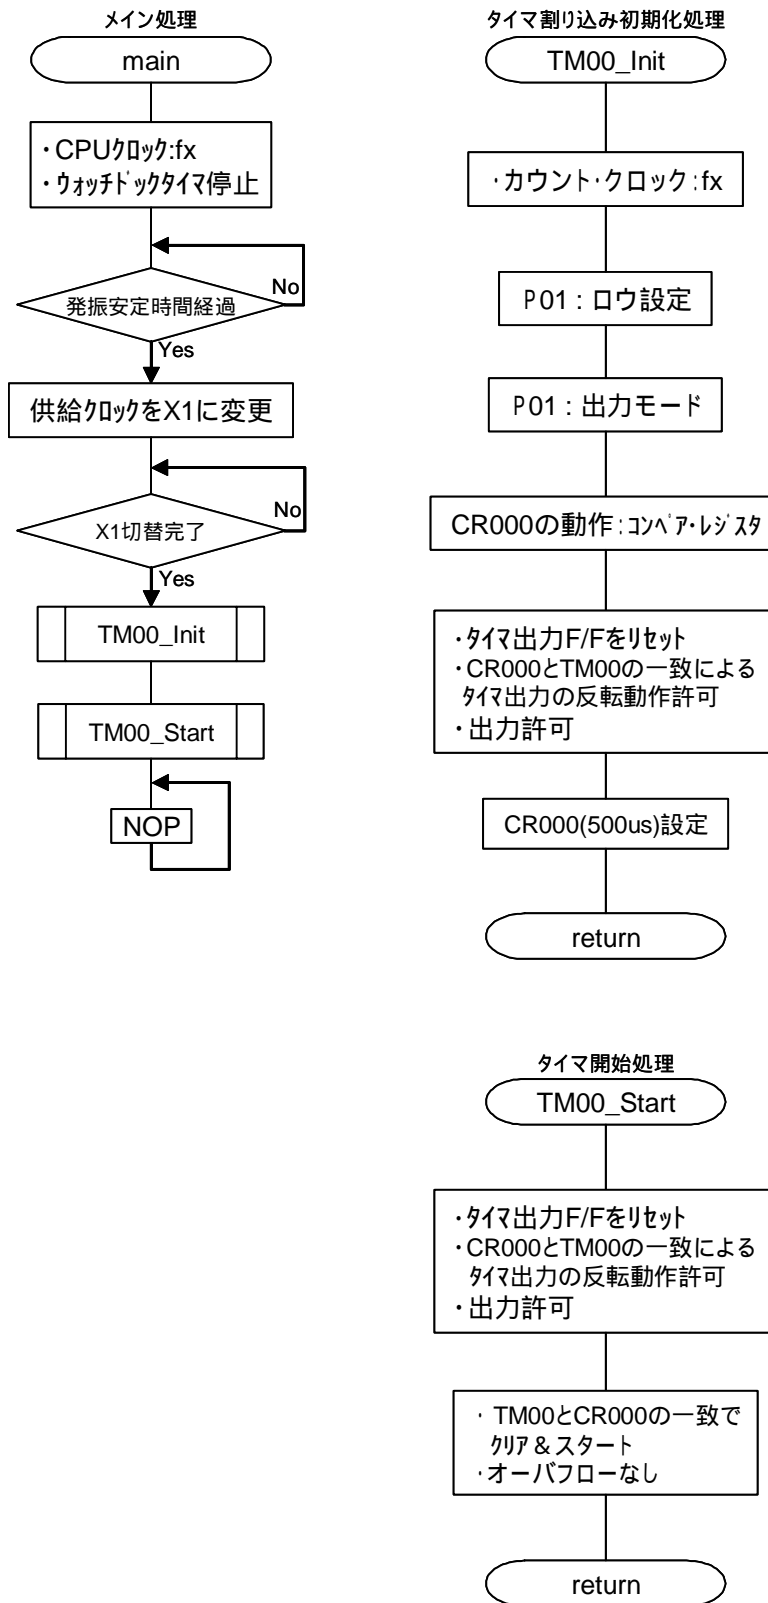 メイン処理
main
・CPUｸﾛｯｸ:fx
・ｳｫｯﾁﾄﾞｯｸﾀｲﾏ停止
発振安定時間経過
No
Yes
供給ｸﾛｯｸをX1に変更
X1切替完了
No
Yes
TM00_Init
TM00_Start
NOP
タイマ割り込み初期化処理
TM00_Init
・カウント・クロック:fx
P01:ロウ設定
P01:出力モード
CR000の動作:ｺﾝﾍﾟｱ・ﾚｼﾞｽﾀ
・ﾀｲﾏ出力F/Fをﾘｾｯﾄ
・CR000とTM00の一致による
ﾀｲﾏ出力の反転動作許可
・出力許可
CR000(500us)設定
return
タイマ開始処理
TM00_Start
・ﾀｲﾏ出力F/Fをﾘｾｯﾄ
・CR000とTM00の一致による
ﾀｲﾏ出力の反転動作許可
・出力許可
・TM00とCR000の一致で
ｸﾘｱ＆スタート
・オーバフローなし
return